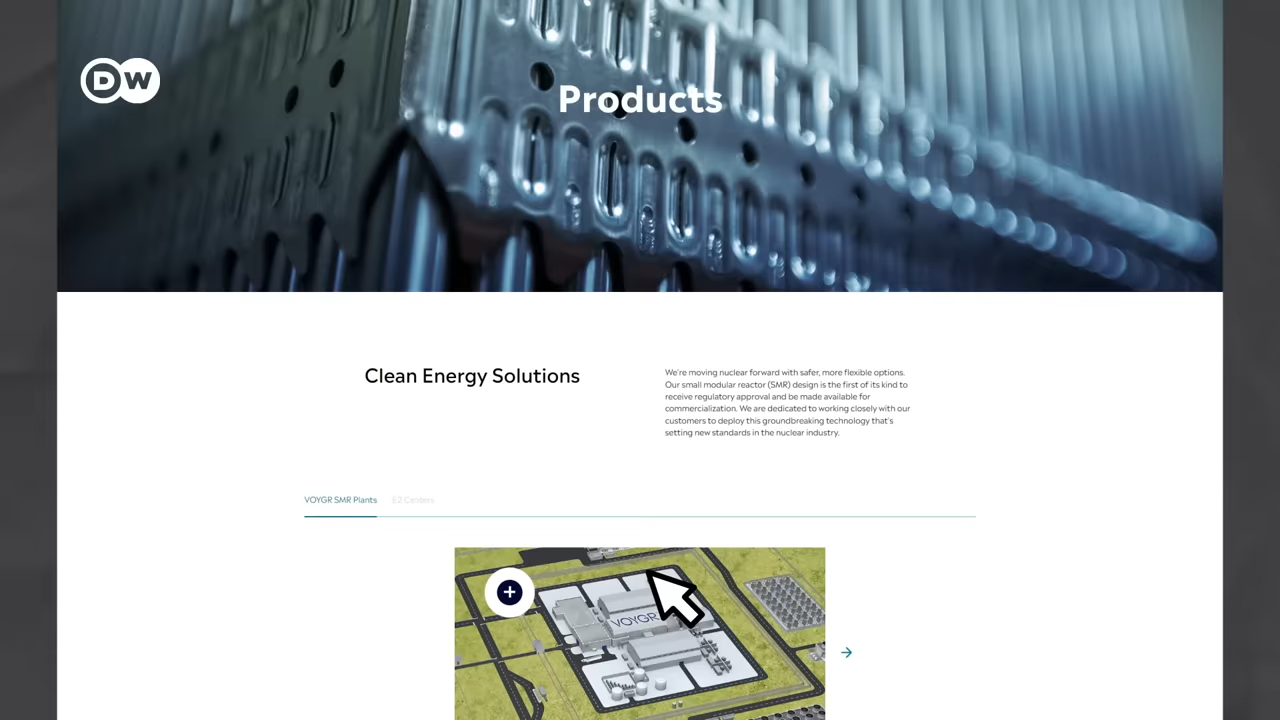 DW
Products
Clean Energy Solutions
We're moving nuclear forward with safer, more flexible options.
Our small modular reactor (SMR) design is the first of its kind to
receive regulatory approval and be made available for
commercialization. We are dedicated to working closely with our
customers to deploy this groundbreaking technology that's
setting new standards in the nuclear industry.
VOYGR SMR Plants
E2 Centers
VOYGR